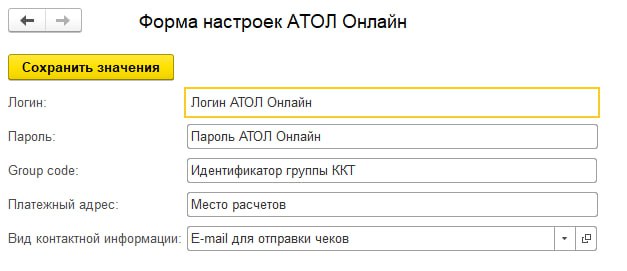 Форма настроек АТОЛ Онлайн
Сохранить значения
Логин: Логин АТОЛ Онлайн
Пароль: Пароль АТОЛ Онлайн
Group code: Идентификатор группы ККТ
Платежный адрес: Место расчетов
Вид контактной информации: E-mail для отправки чеков